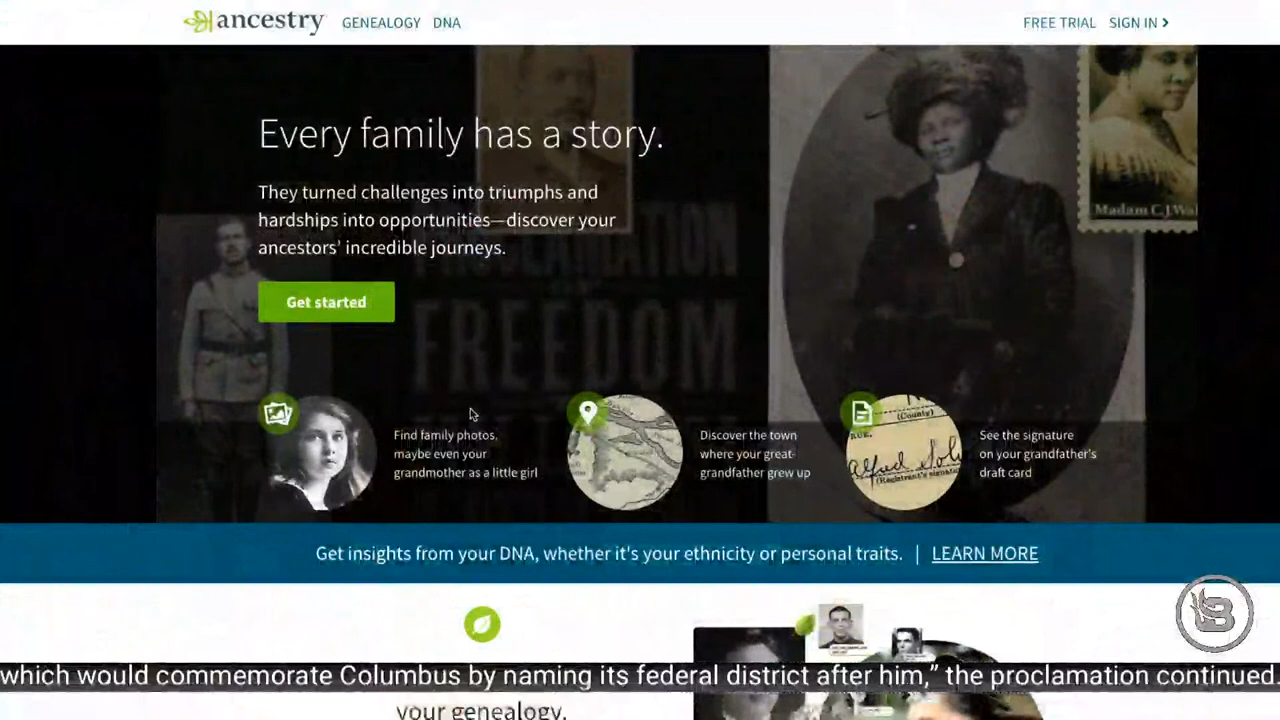 ancestry GENEALOGY DNA FREE TRIAL SIGN IN
Madam C.J.
Every family has a story.
They turned challenges into triumphs and
hardships into opportunities—discover your
ancestors' incredible journeys.
PROCLAMATION
FREEDOM
Get started
Find family photos,
maybe even your
grandmother as a little girl
Discover the town
where your great-
grandfather grew up
(County)
(Registrant's
See the signature
on your grandfather's
draft card
Get insights from your DNA, whether it's your ethnicity or personal traits. | LEARN MORE
which would commemorate Columbus by naming its federal district after him,” the proclamation continued.
your genealogy.